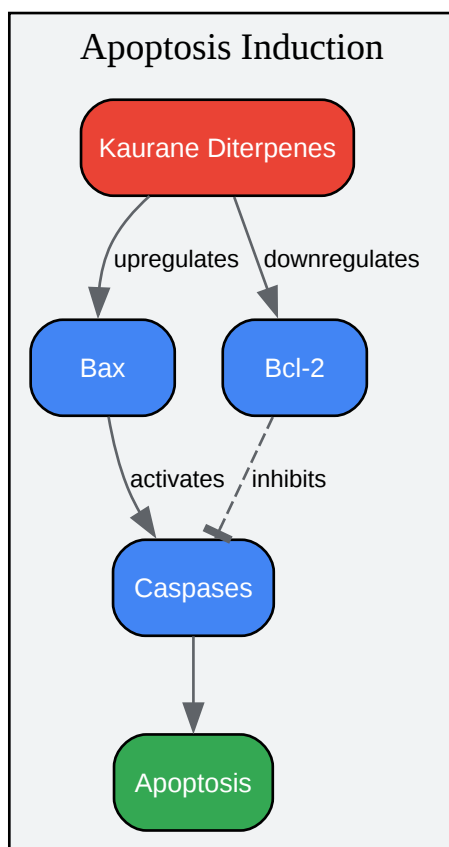 Apoptosis Induction
Kaurane Diterpenes
upregulates
downregulates
Bax
Bcl-2
activates
inhibits
Caspases
Apoptosis